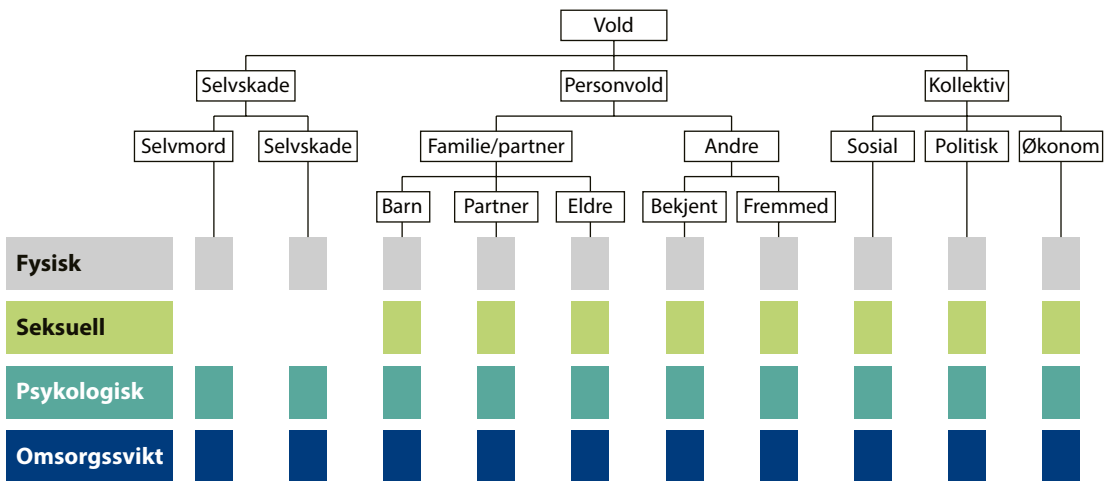 Vold
Selvskade
Personvold
Kollektiv
Selvmord
Selvskade
Familie/partner
Andre
Sosial
Politisk
Økonom
Barn
Partner
Eldre
Bekjent
Fremmed
Fysisk
Seksuell
Psykologisk
Omsorgssvikt